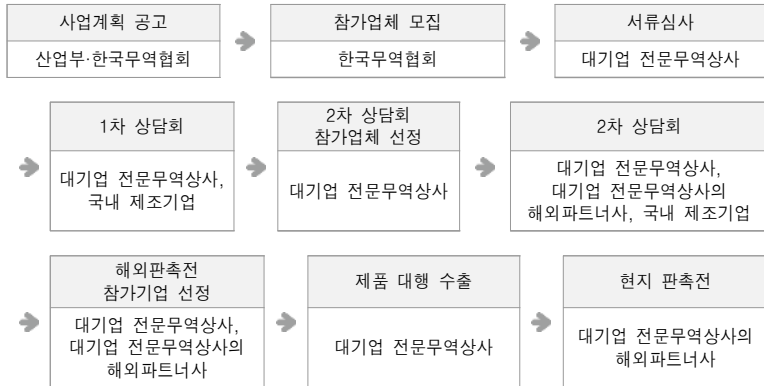 사업계획 공고
산업부·한국무역협회
참가업체 모집
한국무역협회
서류심사
대기업 전문무역상사
1차 상담회
대기업 전문무역상사,
국내 제조기업
2차 상담회
참가업체 선정
대기업 전문무역상사
2차 상담회
대기업 전문무역상사,
대기업 전문무역상사의
해외파트너사, 국내 제조기업
해외판촉전
참가기업 선정
대기업 전문무역상사,
대기업 전문무역상사의
해외파트너사
제품 대행 수출
대기업 전문무역상사
현지 판촉전
대기업 전문무역상사의
해외파트너사